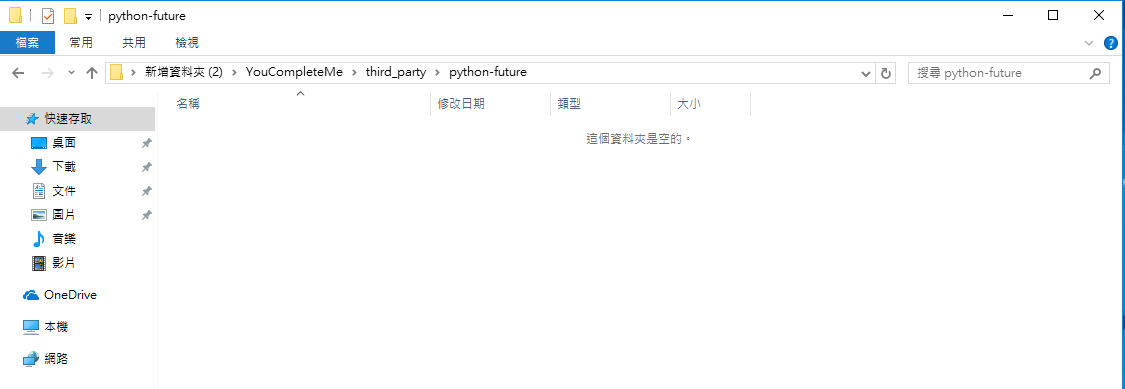 python-future
檔案 常用 共用 檢視
新增資料夾 (2) YouCompleteMe third_party python-future 搜尋 python-future
名稱 修改日期 類型 大小
這個資料夾是空的。
快速存取
桌面
下載
文件
圖片
音樂
影片
OneDrive
本機
網路